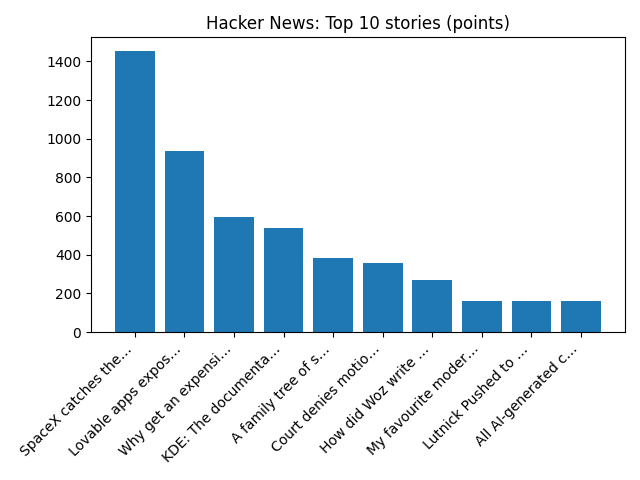 Hacker News: Top 10 stories (points)
1400
1200
1000
800
600
400
200
0
SpaceX catches the...
Lovable apps expos...
Why get an expensi...
KDE: The documenta...
A family tree of s...
Court denies motio...
How did Woz write ...
My favourite moder...
Lutnick Pushed to ...
All AI-generated c...